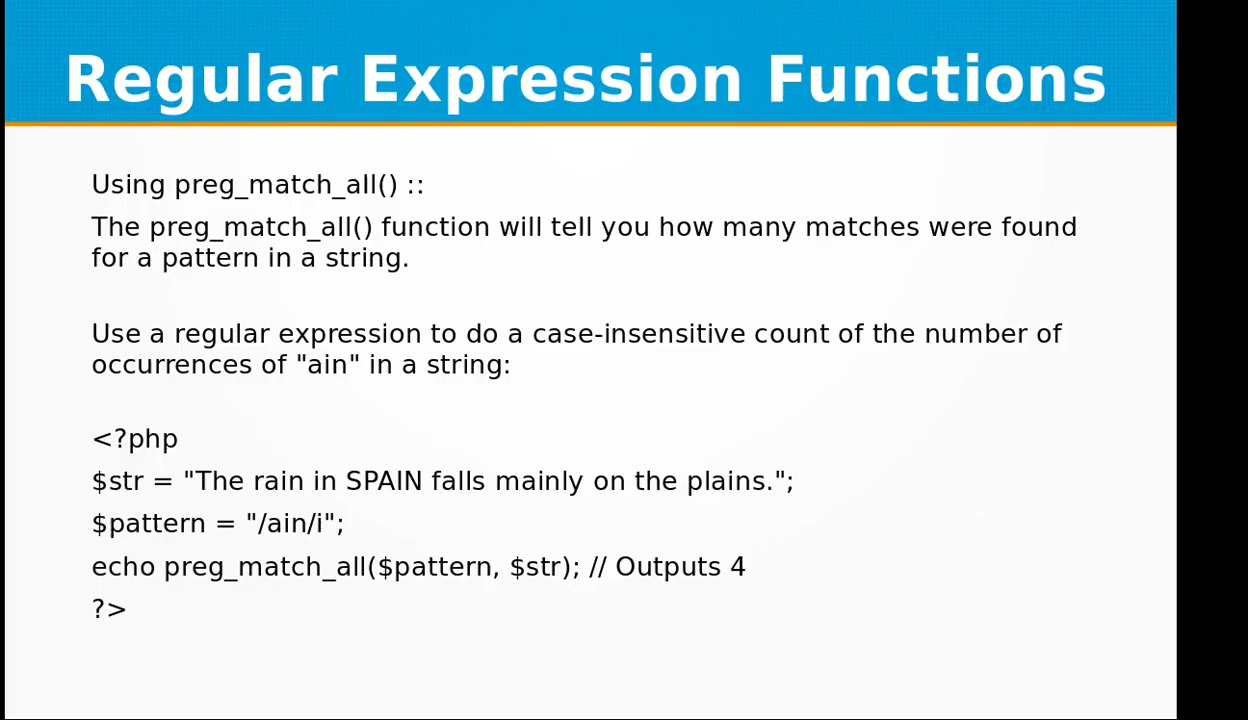 Regular Expression Functions
Using preg_match_all() ::
The preg_match_all() function will tell you how many matches were found
for a pattern in a string.
Use a regular expression to do a case-insensitive count of the number of
occurrences of "ain" in a string:
<?php
$str = "The rain in SPAIN falls mainly on the plains.";
$pattern = "/ain/i";
echo preg_match_all($pattern, $str); // Outputs 4
?>